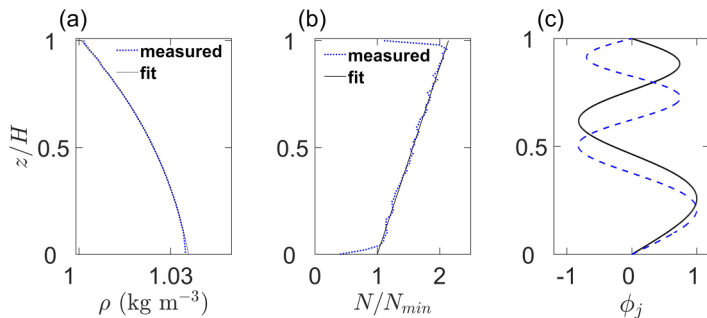 (a) (b) (c)
1 1 1
measured measured
fit fit
z/H 0.5 0.5 0.5
0 0 0
1 1.03 0 1 2 -1 0 1
ρ (kg m⁻³) N/N_min ϕ_j